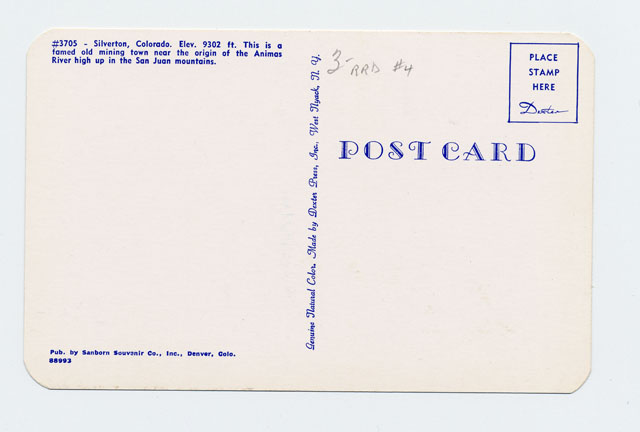 #3705 - Silverton, Colorado. Elev. 9302 ft. This is a
famed old mining town near the origin of the Animas
River high up in the San Juan mountains.
Pub. by Sanborn Souvenir Co., Inc., Denver, Colo.
88993
Genuine Natural Color. Made by Dexter Press, Inc., West Nyack, N. Y.
3- RRD #4
PLACE
STAMP
HERE
Dexter
POST CARD